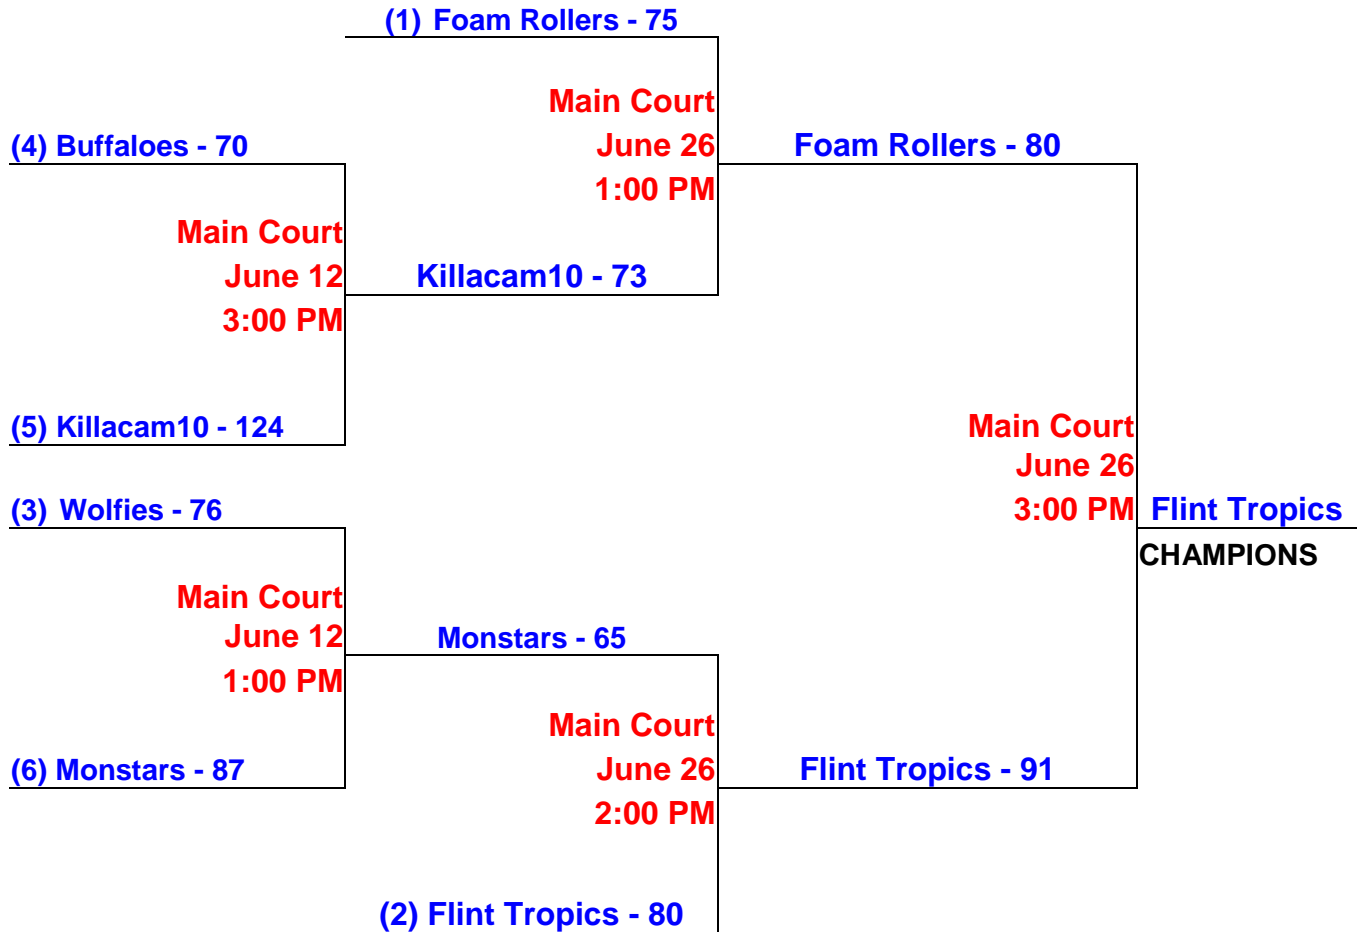 (1) Foam Rollers - 75
Main Court
June 26
1:00 PM
(4) Buffaloes - 70
Foam Rollers - 80
Main Court
June 12
3:00 PM
Killacam10 - 73
(5) Killacam10 - 124
Main Court
June 26
3:00 PM
Flint Tropics
CHAMPIONS
(3) Wolfies - 76
Main Court
June 12
1:00 PM
Monstars - 65
(6) Monstars - 87
Main Court
June 26
2:00 PM
Flint Tropics - 91
(2) Flint Tropics - 80